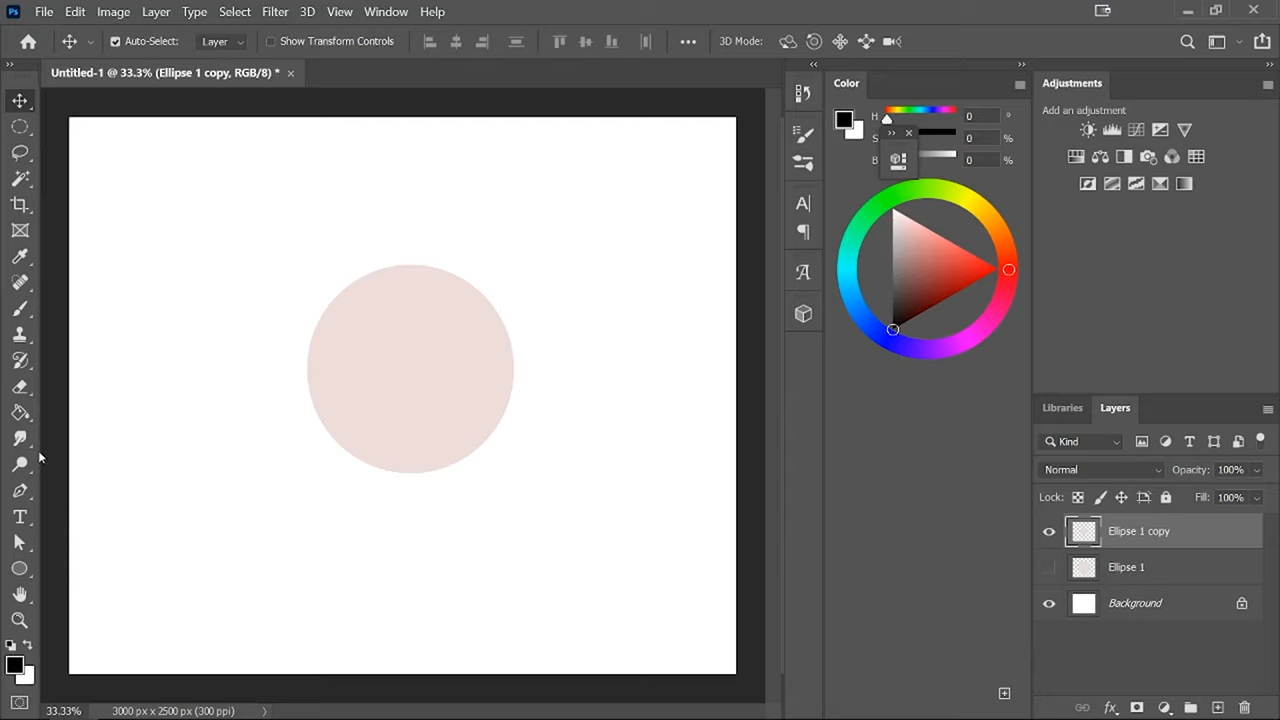 Ps File Edit Image Layer Type Select Filter 3D View Window Help
Auto-Select: Layer Show Transform Controls 3D Mode:
Untitled-1 @ 33.3% (Ellipse 1 copy, RGB/8) *
Color
Adjustments
Add an adjustment
H 0 °
S 0 %
B 0 %
Libraries Layers
Kind
Normal Opacity: 100%
Lock: Fill: 100%
Ellipse 1 copy
Ellipse 1
Background
33.33% 3000 px x 2500 px (300 ppi)